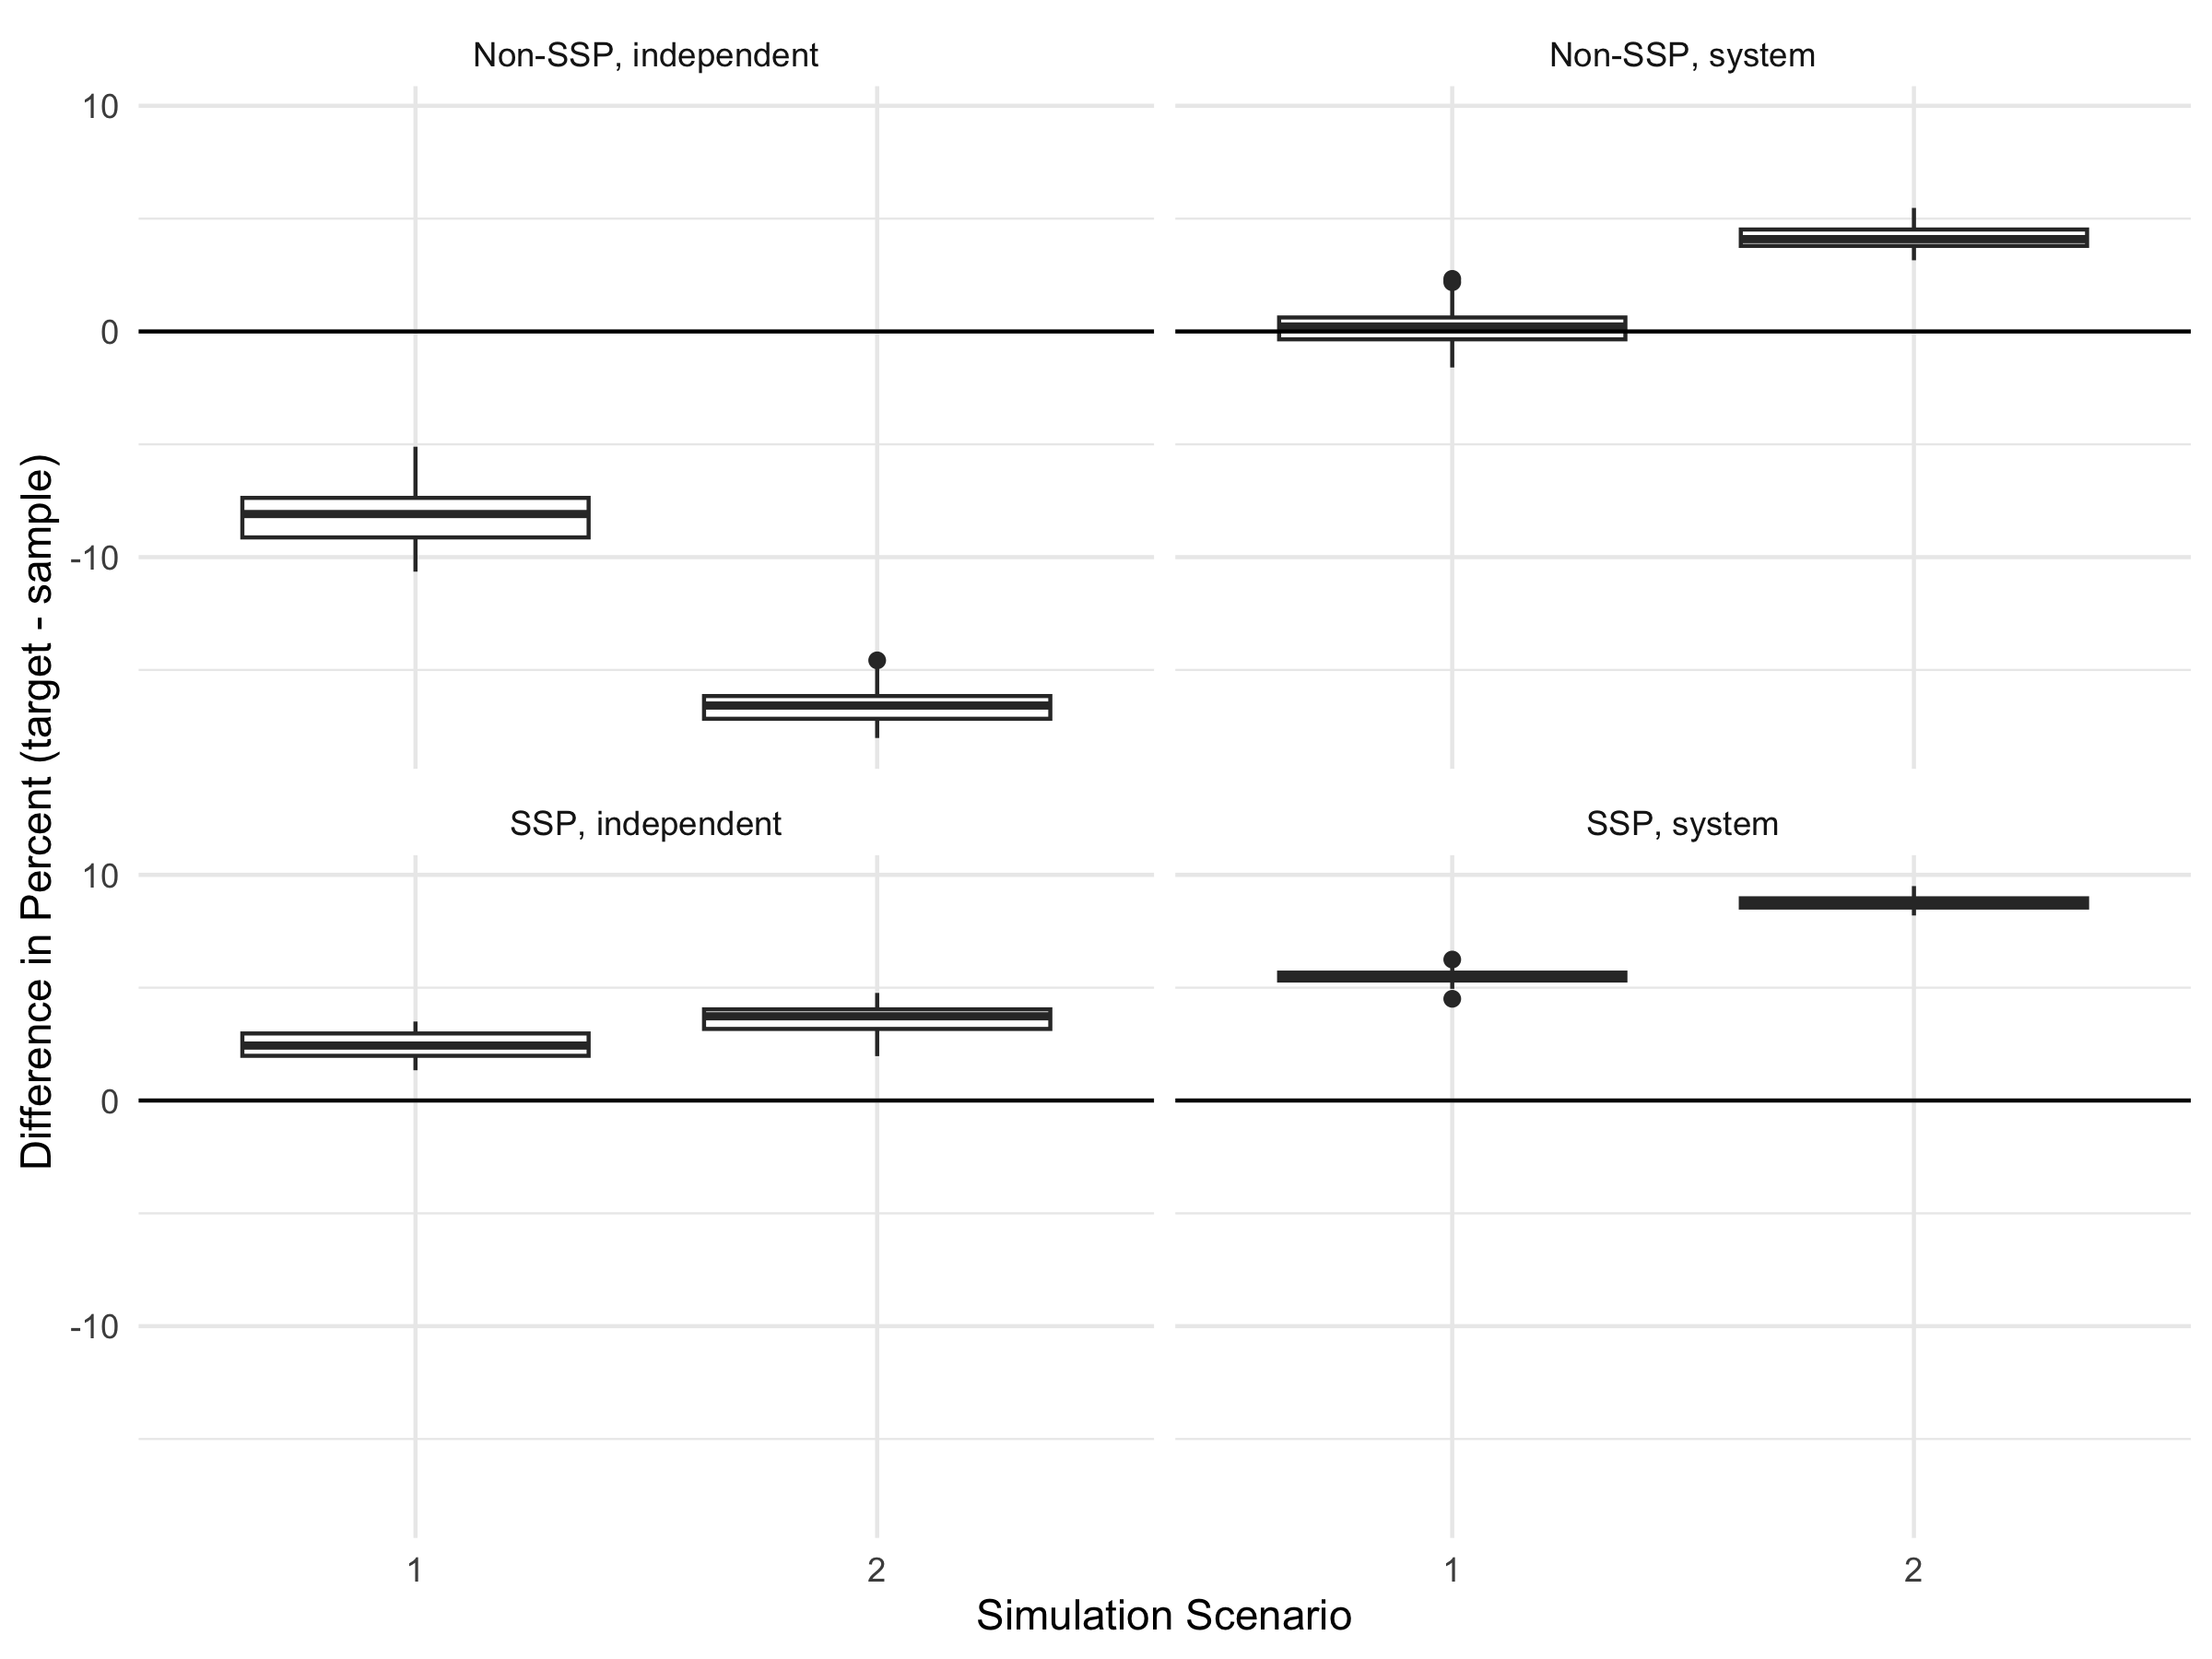 Non-SSP, independent
Non-SSP, system
10
0
-10
SSP, independent
SSP, system
10
0
-10
1
2
1
2
Simulation Scenario
Difference in Percent (target - sample)